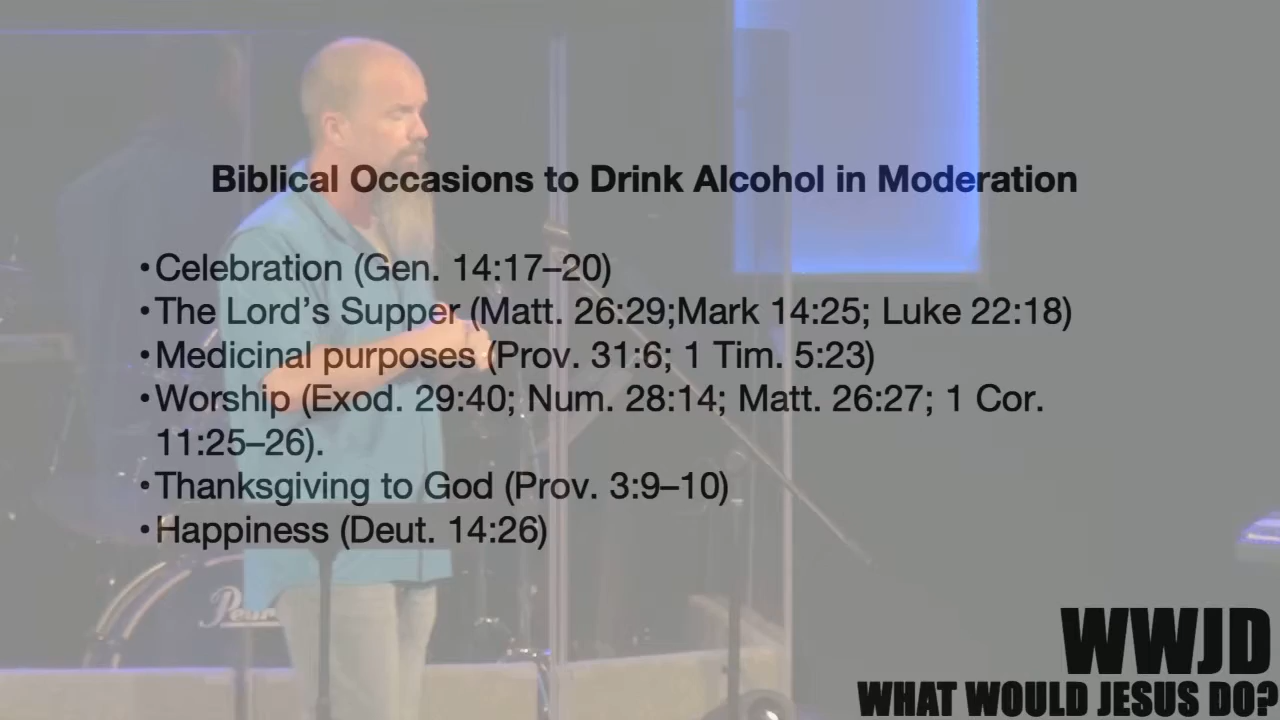 Biblical Occasions to Drink Alcohol in Moderation
•Celebration (Gen. 14:17–20)
•The Lord’s Supper (Matt. 26:29;Mark 14:25; Luke 22:18)
•Medicinal purposes (Prov. 31:6; 1 Tim. 5:23)
•Worship (Exod. 29:40; Num. 28:14; Matt. 26:27; 1 Cor.
11:25–26).
•Thanksgiving to God (Prov. 3:9–10)
•Happiness (Deut. 14:26)
Pearl
WWJD
WHAT WOULD JESUS DO?